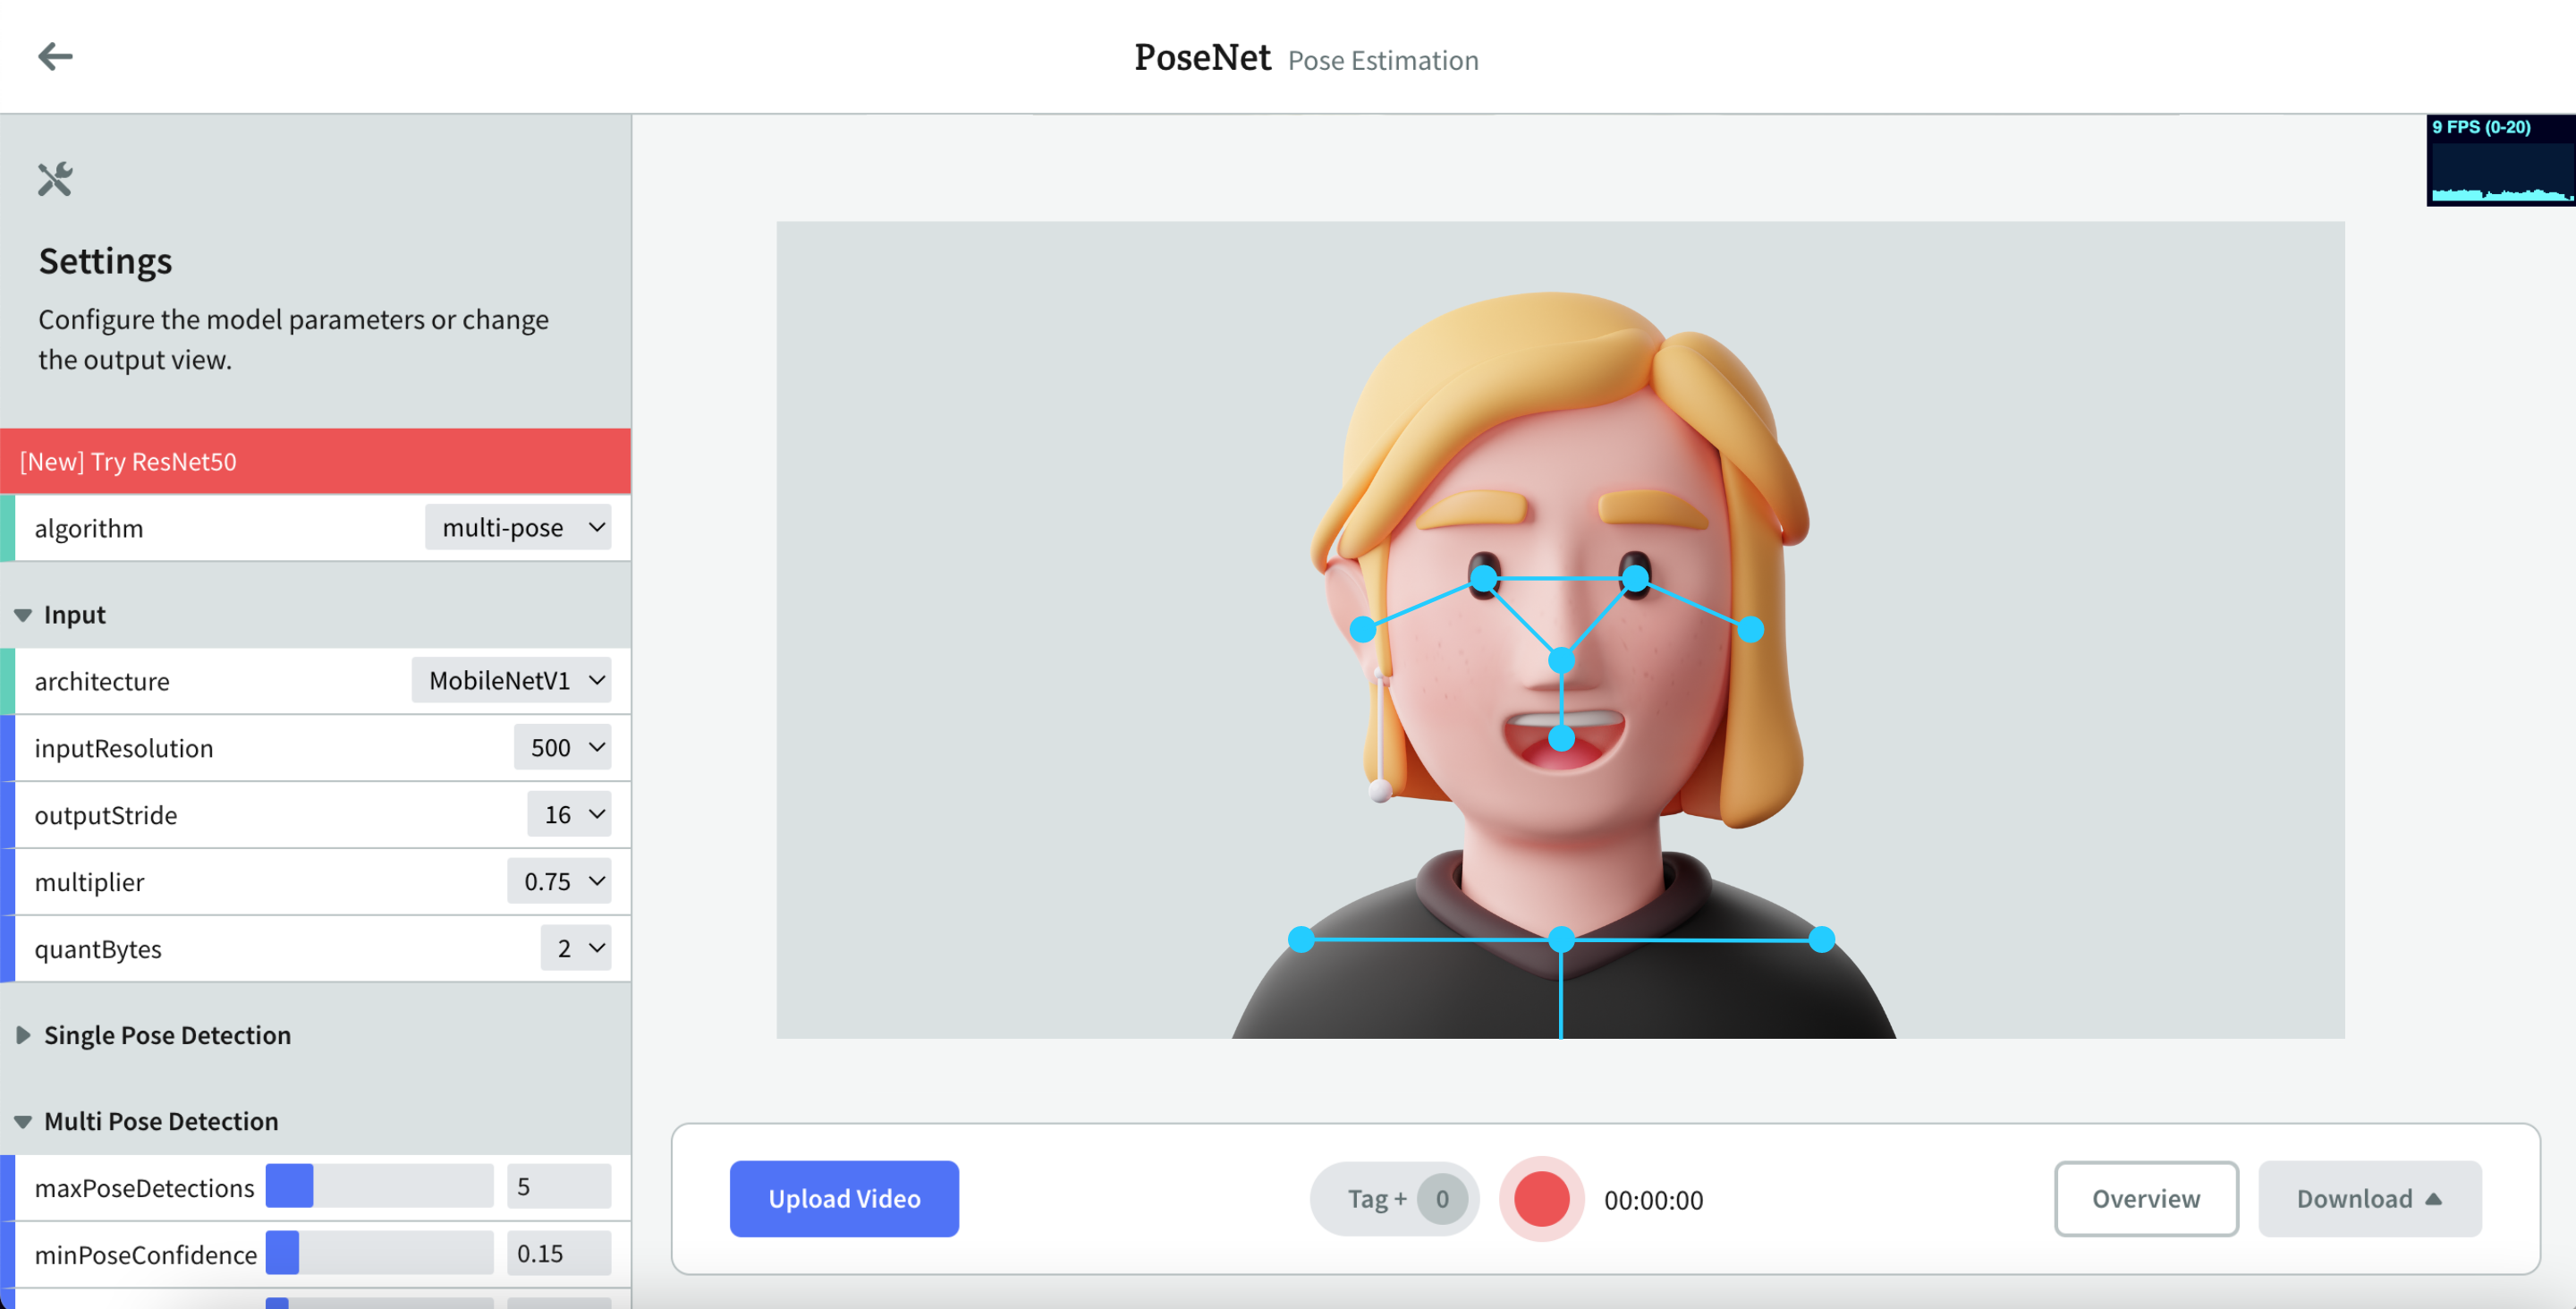 PoseNet Pose Estimation
9 FPS (0-20)
Settings
Configure the model parameters or change
the output view.
[New] Try ResNet50
algorithm multi-pose
Input
architecture MobileNetV1
inputResolution 500
outputStride 16
multiplier 0.75
quantBytes 2
Single Pose Detection
Multi Pose Detection
maxPoseDetections 5
minPoseConfidence 0.15
Upload Video
Tag + 0
00:00:00
Overview
Download